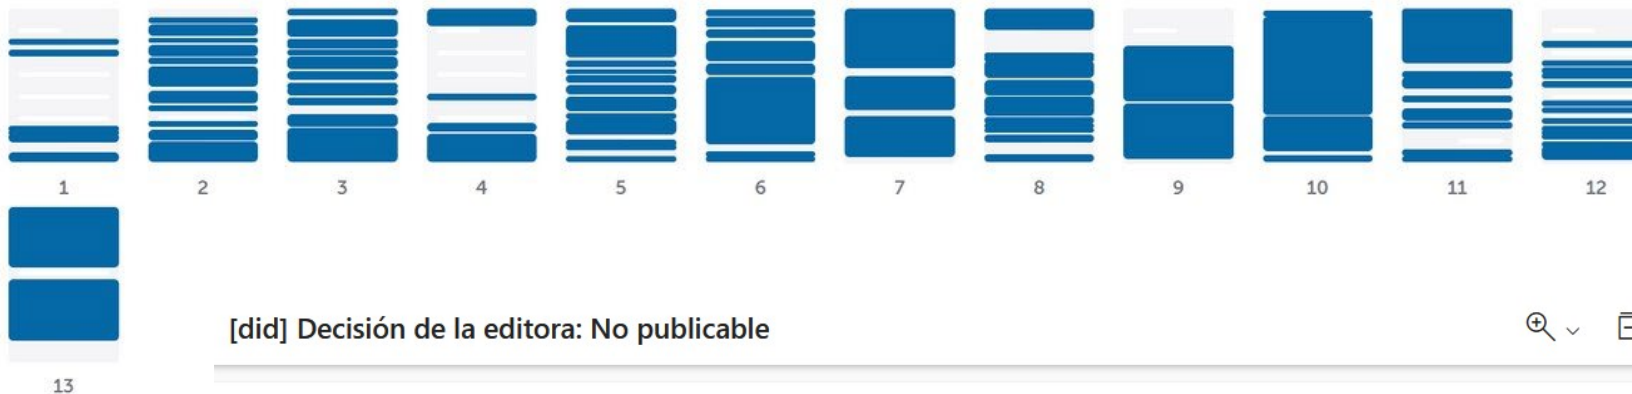 1 2 3 4 5 6 7 8 9 10 11 12
13
[did] Decisión de la editora: No publicable